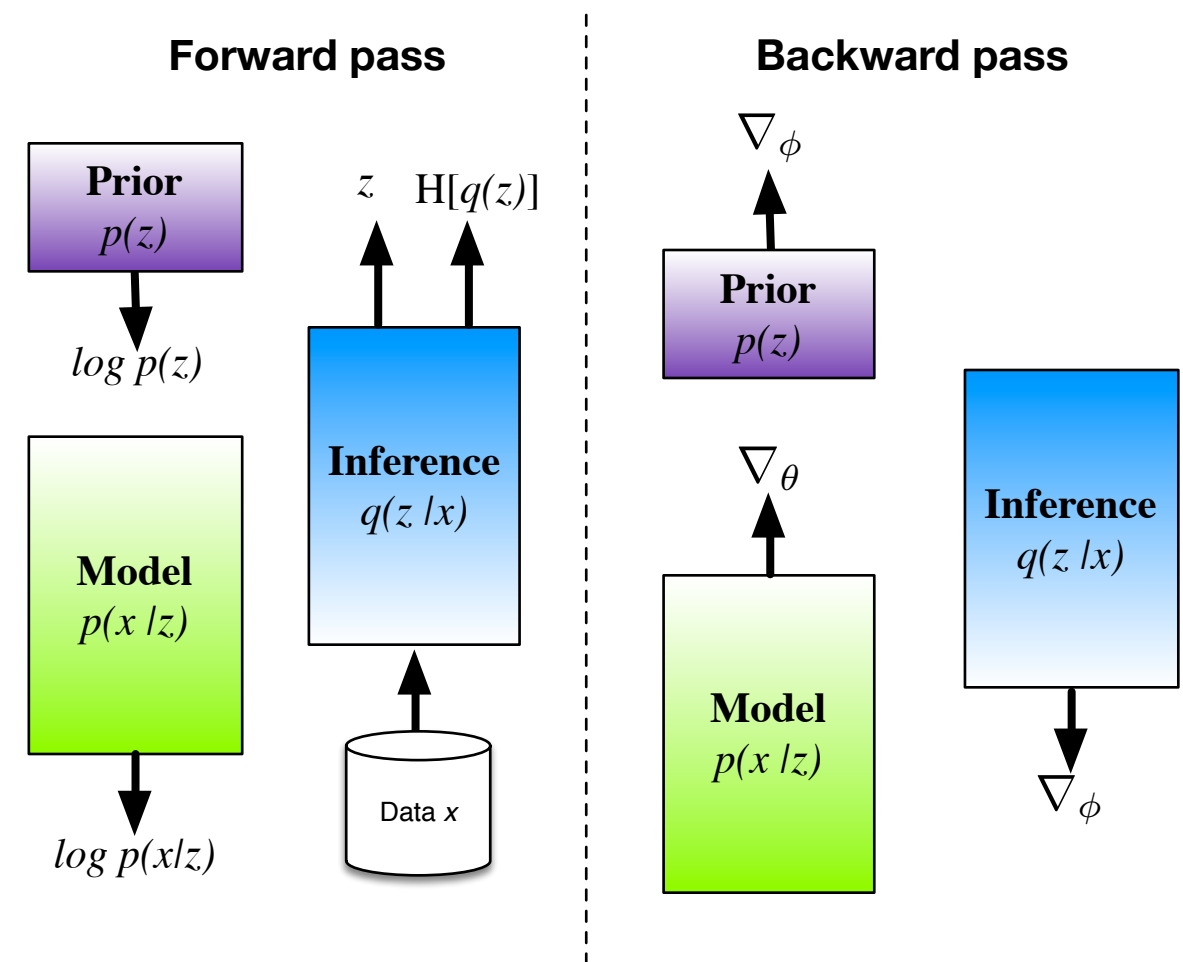 Forward pass
Prior
p(z)
log p(z)
Model
p(x |z)
log p(x|z)
z
H[q(z)]
Inference
q(z |x)
Data x
Backward pass
∇ϕ
Prior
p(z)
∇θ
Model
p(x |z)
Inference
q(z |x)
∇ϕ